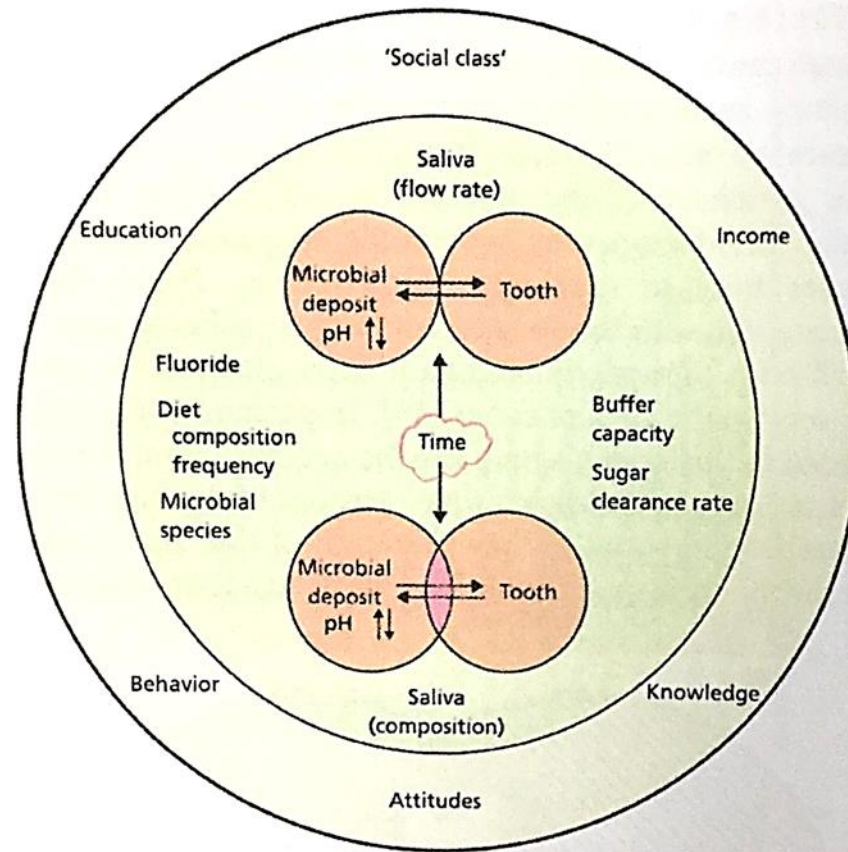 'Social class'
Saliva
(flow rate)
Education
Income
Microbial
deposit
pH
Tooth
Fluoride
Diet
composition
frequency
Microbial
species
Time
Buffer
capacity
Sugar
clearance rate
Microbial
deposit
pH
Tooth
Behavior
Saliva
(composition)
Knowledge
Attitudes